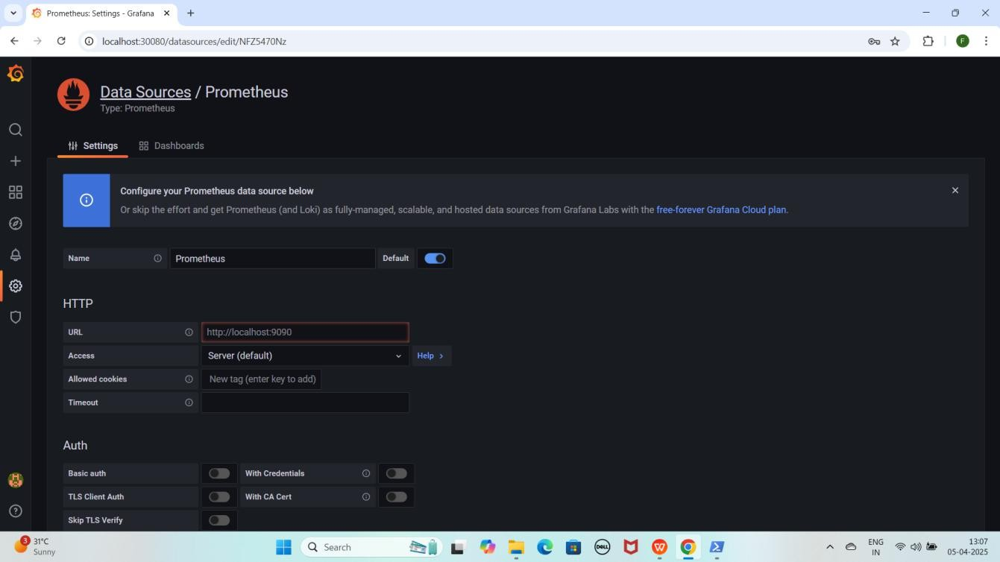 Prometheus: Settings - Grafana
localhost:30080/datasources/edit/NFZ5470Nz
F
Data Sources / Prometheus
Type: Prometheus
Settings
Dashboards
Configure your Prometheus data source below
Or skip the effort and get Prometheus (and Loki) as fully-managed, scalable, and hosted data sources from Grafana Labs with the free-forever Grafana Cloud plan.
Name
Prometheus
Default
HTTP
URL
http://localhost:9090
Access
Server (default)
Help
Allowed cookies
New tag (enter key to add)
Timeout
Auth
Basic auth
With Credentials
TLS Client Auth
With CA Cert
Skip TLS Verify
3
31°C
Sunny
Search
DELL
ENG
IN
13:07
05-04-2025